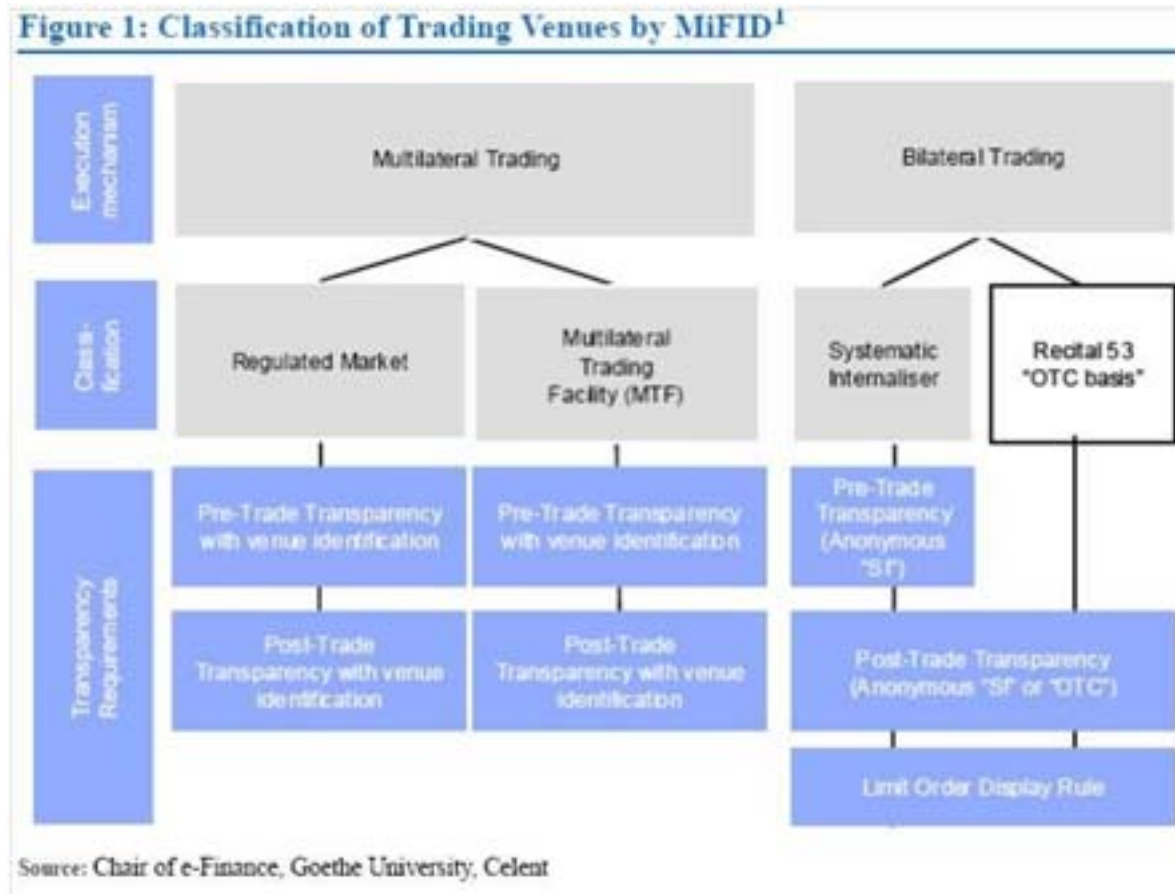 Figure 1: Classification of Trading Venues by MiFID¹
Execution
mechanism
Multilateral Trading
Bilateral Trading
Classi-
fication
Regulated Market
Multilateral
Trading
Facility (MTF)
Systematic
Internaliser
Recital 53
"OTC basis"
Transparency
Requirements
Pre-Trade Transparency
with venue identification
Pre-Trade Transparency
with venue identification
Pre-Trade
Transparency
(Anonymous
"SI")
Post-Trade
Transparency with venue
identification
Post-Trade
Transparency with venue
identification
Post-Trade Transparency
(Anonymous "SI" or "OTC")
Limit Order Display Rule
Source: Chair of e-Finance, Goethe University, Celent